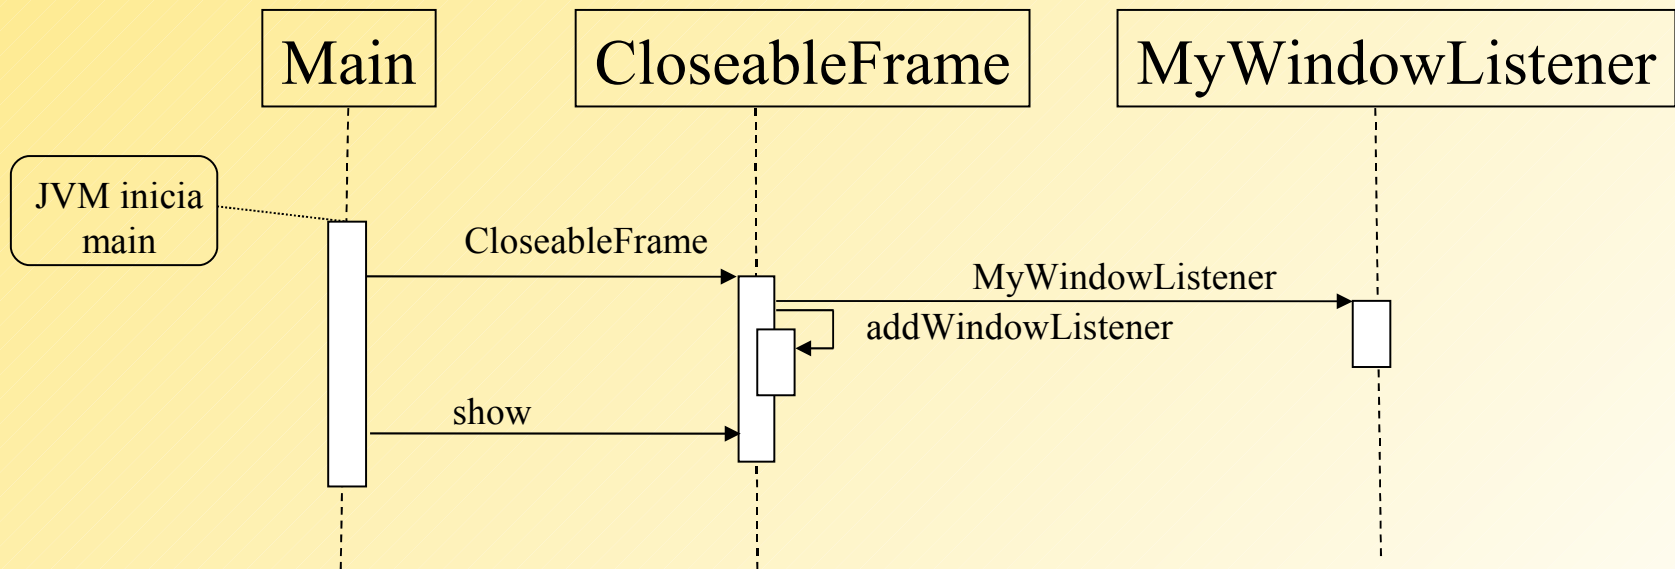 Main
CloseableFrame
MyWindowListener
JVM inicia
main
CloseableFrame
MyWindowListener
addWindowListener
show